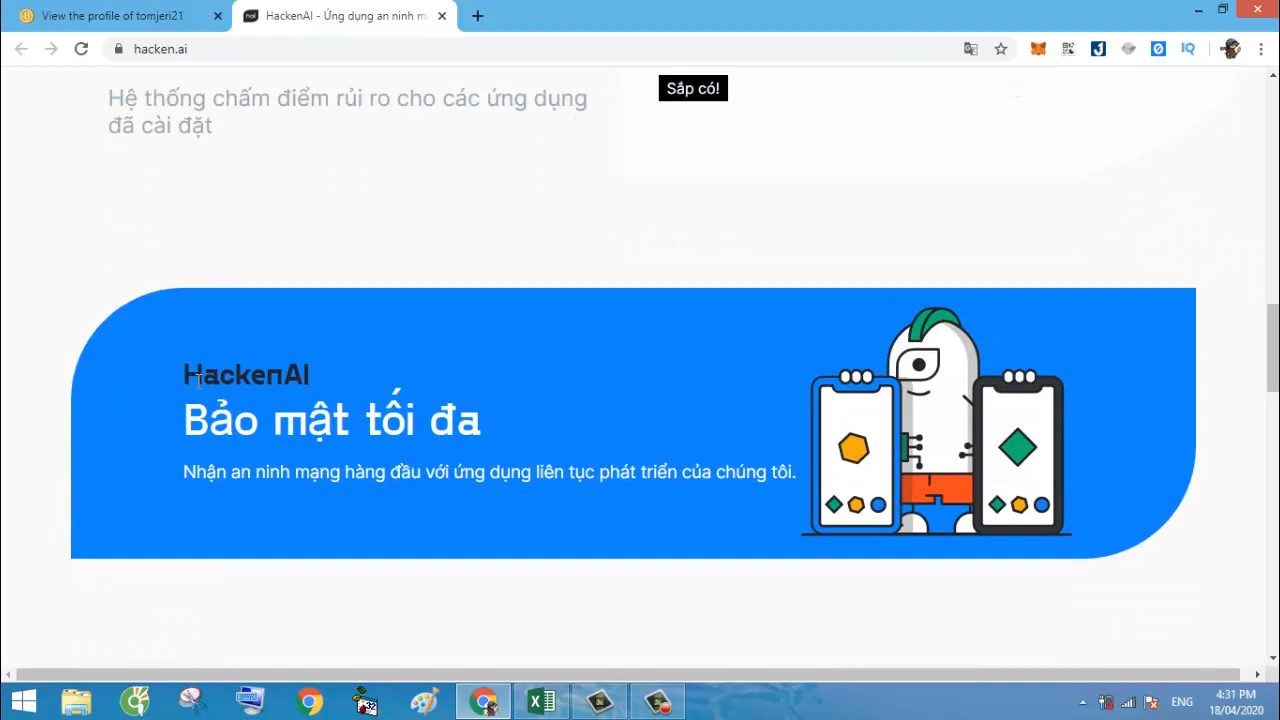 View the profile of tomjeri21
hai
HackenAI - Ứng dụng an ninh m
hacken.ai
IQ
Hệ thống chấm điểm rủi ro cho các ứng dụng
đã cài đặt
Sắp có!
HackenAI
Bảo mật tối đa
Nhận an ninh mạng hàng đầu với ứng dụng liên tục phát triển của chúng tôi.
ENG
4:31 PM
18/04/2020